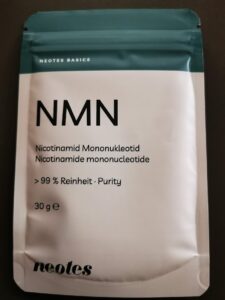 NEOTES BASICS
NMN
Nicotinamid Mononukleotid
Nicotinamide mononucleotide
> 99 % Reinheit · Purity
30 g ℮
neotes